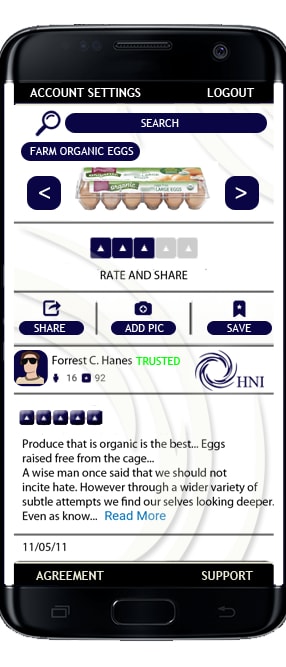 ACCOUNT SETTINGS LOGOUT
SEARCH
FARM ORGANIC EGGS
organic
LARGE EGGS
< >
RATE AND SHARE
SHARE ADD PIC SAVE
Forrest C. Hanes TRUSTED
16 92
HNI
Produce that is organic is the best... Eggs
raised free from the cage...
A wise man once said that we should not
incite hate. However through a wider variety of
subtle attempts we find our selves looking deeper.
Even as know... Read More
11/05/11
AGREEMENT SUPPORT